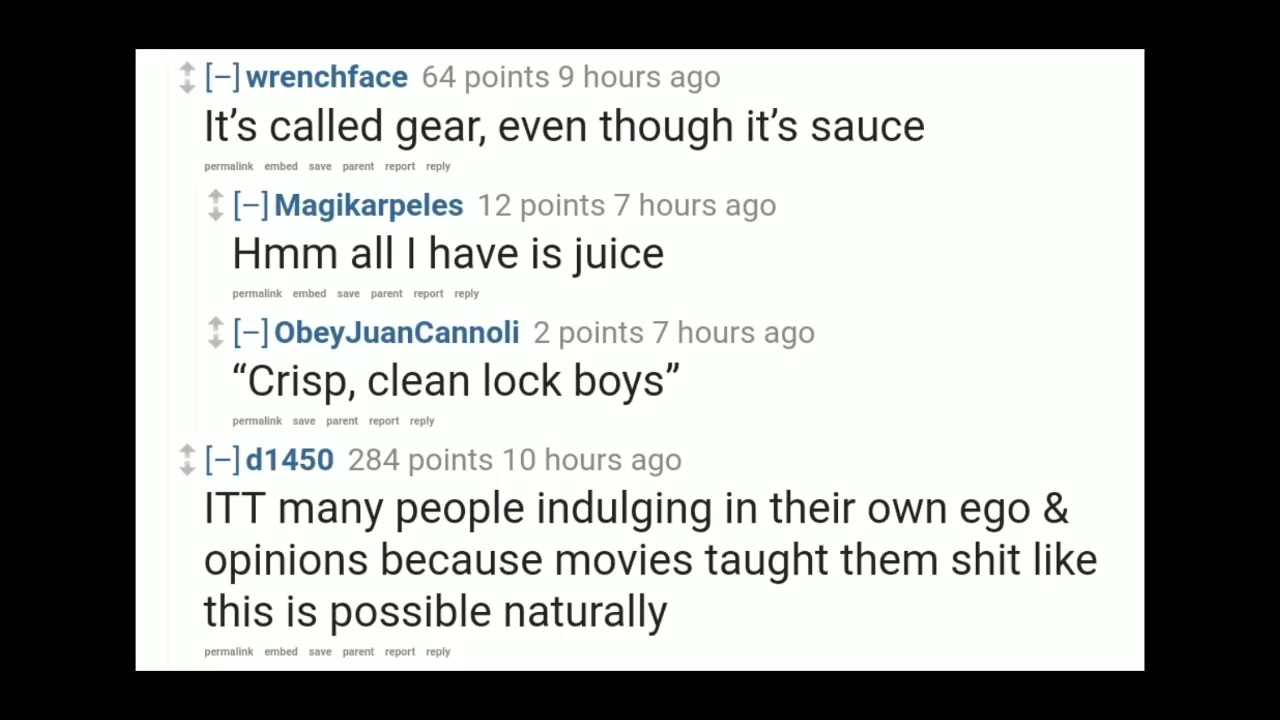 [–] wrenchface 64 points 9 hours ago
It’s called gear, even though it’s sauce
permalink embed save parent report reply
[–] Magikarpeles 12 points 7 hours ago
Hmm all I have is juice
permalink embed save parent report reply
[–] ObeyJuanCannoli 2 points 7 hours ago
“Crisp, clean lock boys”
permalink save parent report reply
[–] d1450 284 points 10 hours ago
ITT many people indulging in their own ego &
opinions because movies taught them shit like
this is possible naturally
permalink embed save parent report reply